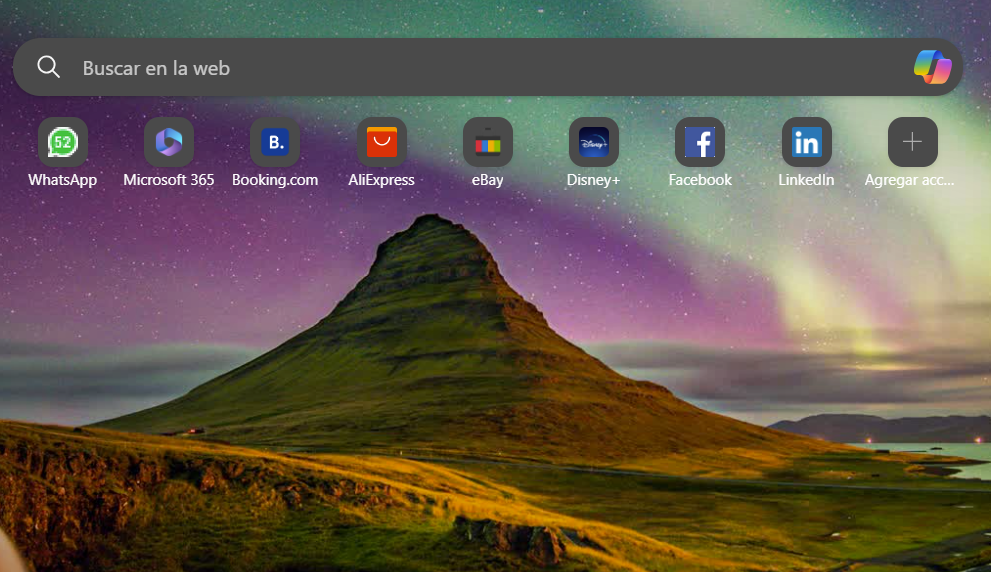 Buscar en la web
52
WhatsApp
Microsoft 365
B.
Booking.com
AliExpress
eBay
Disney+
Disney+
f
Facebook
in
LinkedIn
Agregar acc...